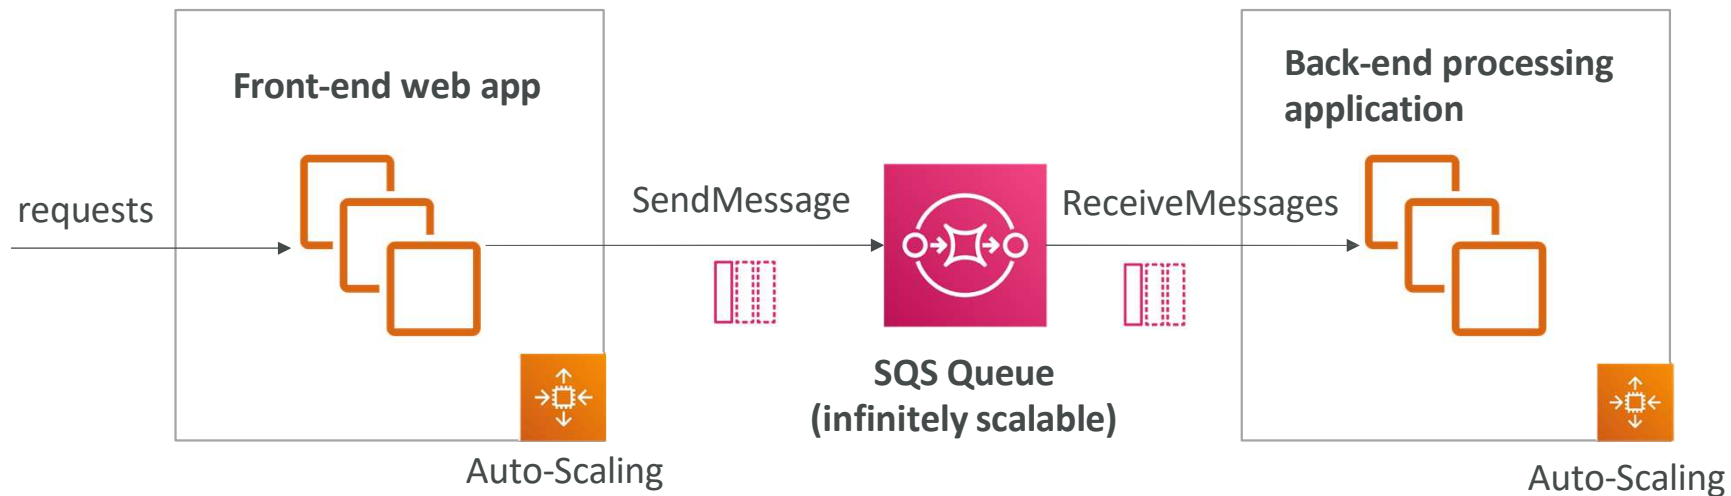 Front-end web app
requests
Auto-Scaling
SendMessage
SQS Queue
(infinitely scalable)
ReceiveMessages
Back-end processing
application
Auto-Scaling